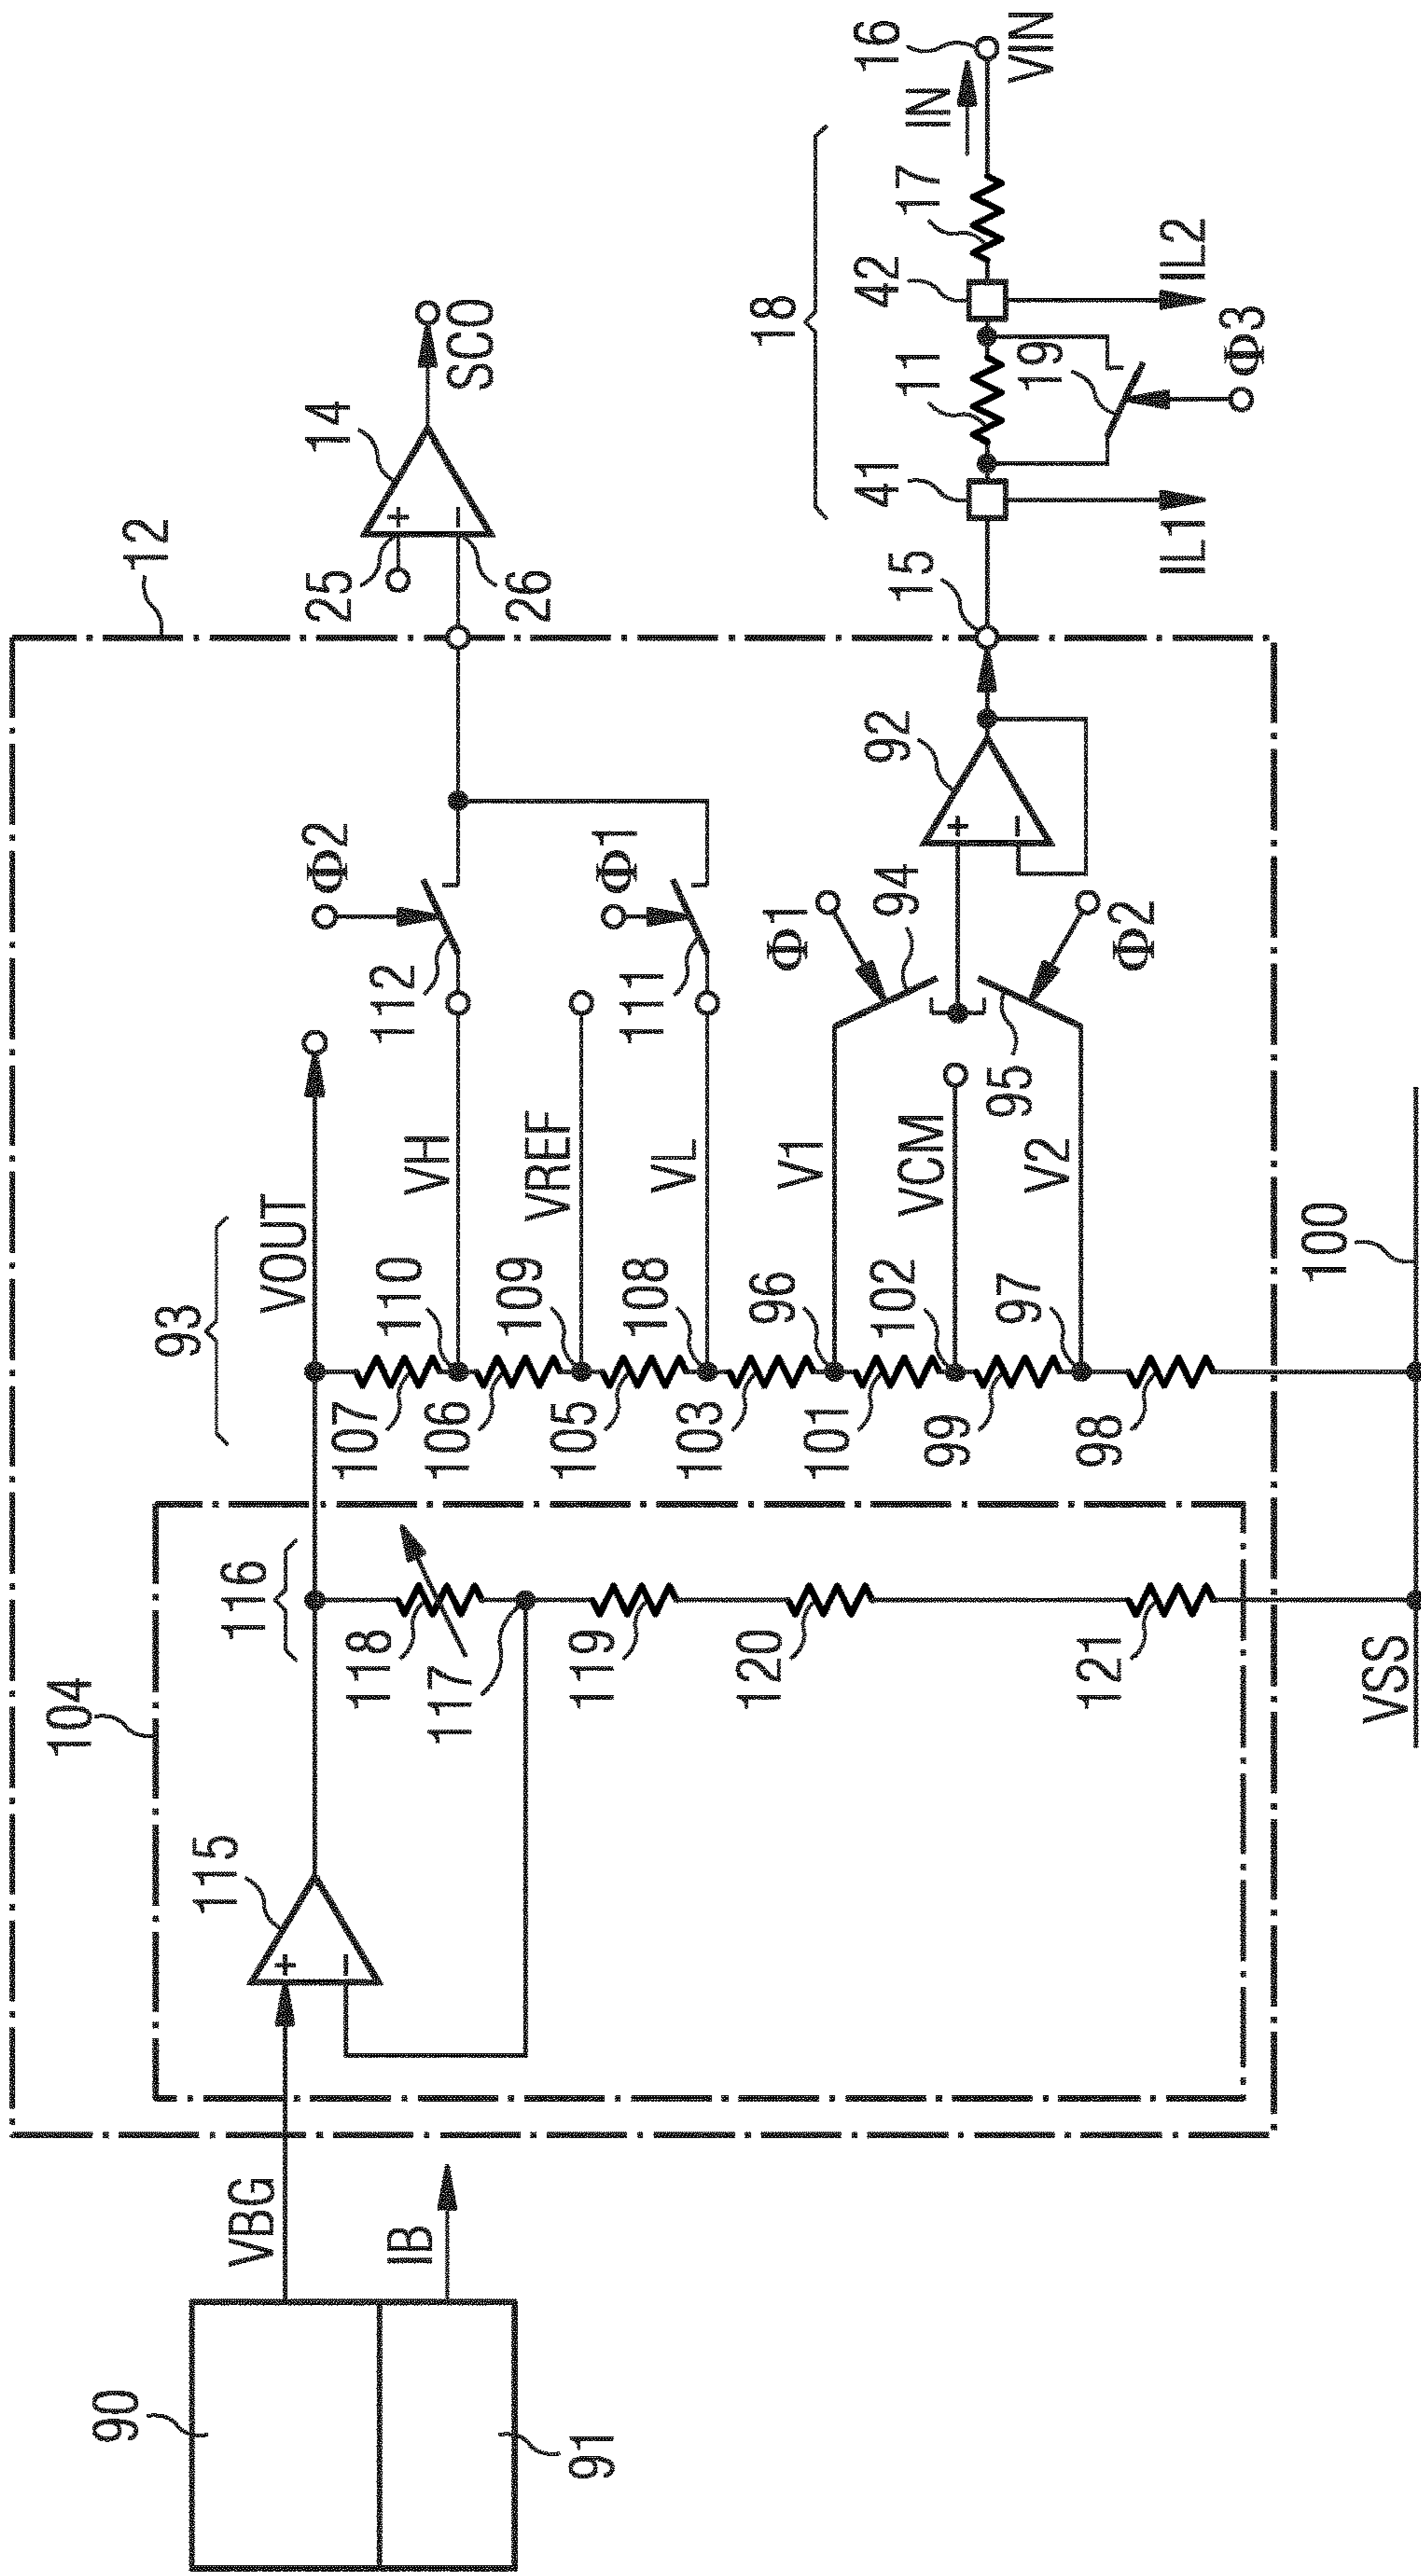 12
104
93
116
VOUT
115
VBG
90
91
IB
118
117
119
120
121
107
106
105
103
101
99
98
110
109
108
96
102
97
VH
VREF
VL
V1
VCM
V2
Φ2
112
Φ1
111
Φ1
94
95
Φ2
92
+
−
+
−
25
26
+
−
14
SCO
15
41
42
18
11
17
19
Φ3
IL1
IL2
IN
16
VIN
100
VSS